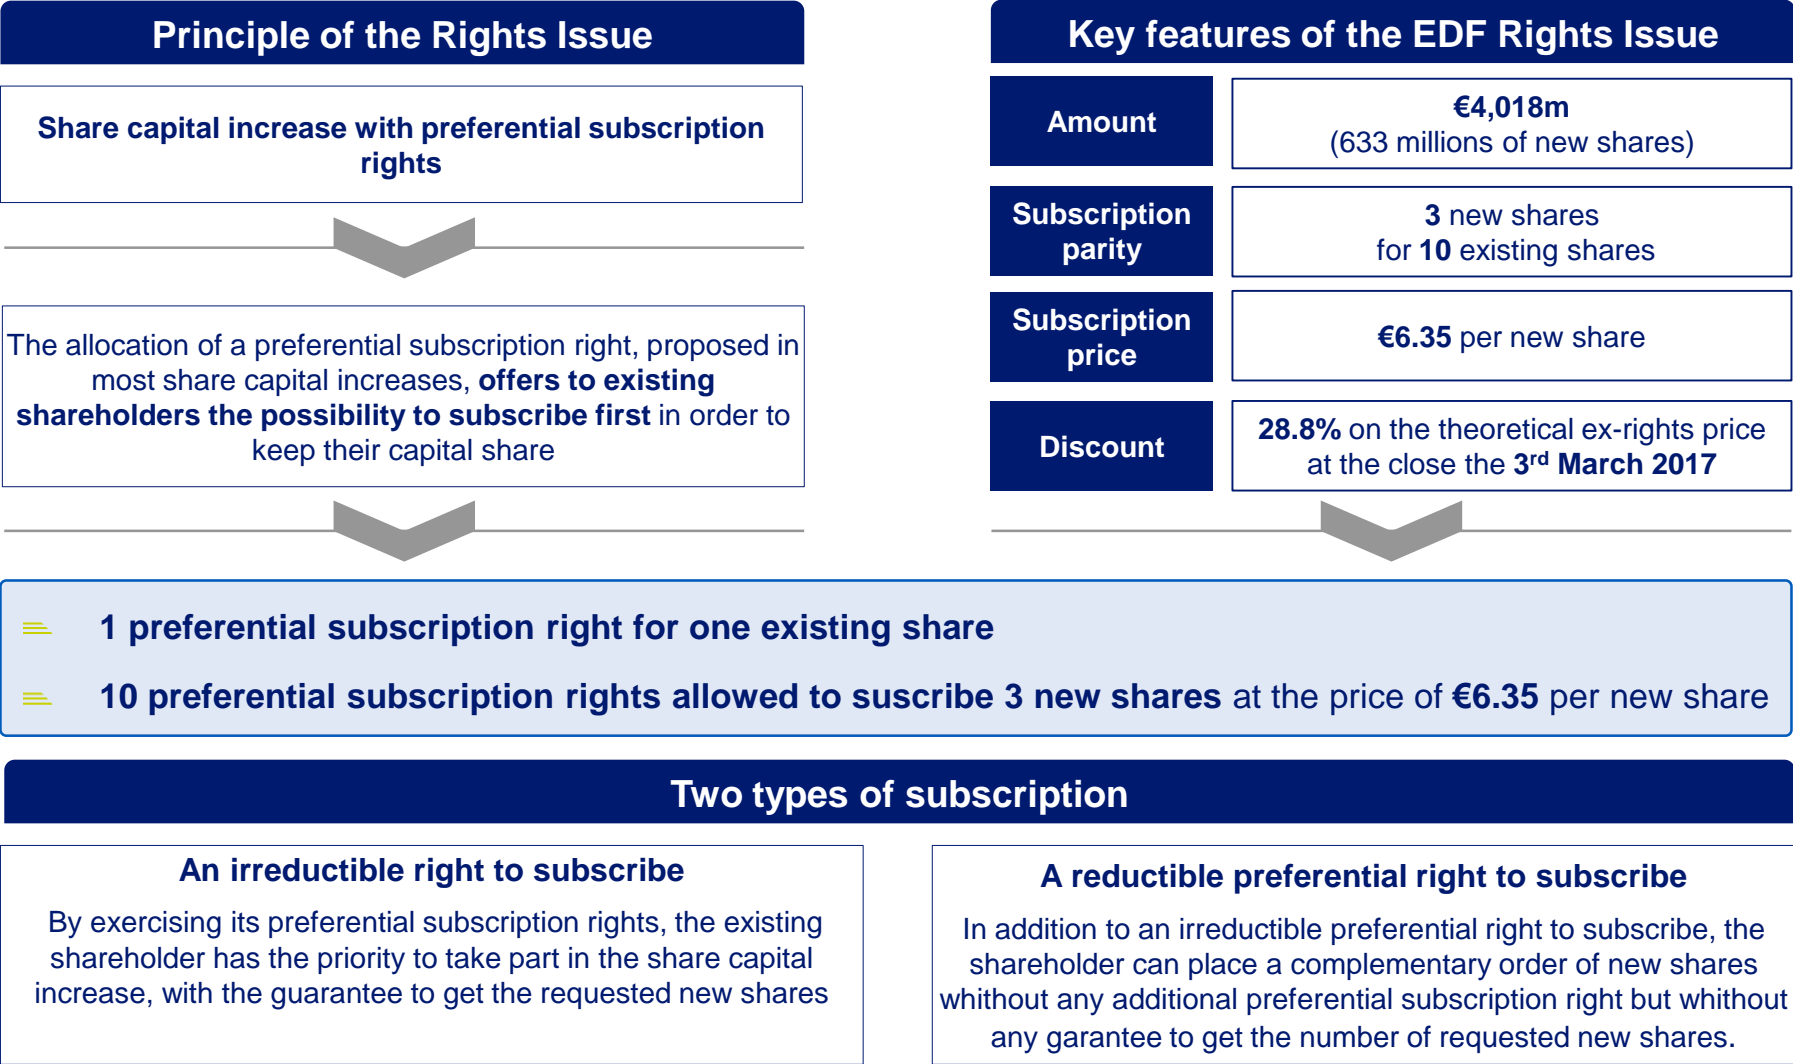 Principle of the Rights Issue
Share capital increase with preferential subscription
rights
The allocation of a preferential subscription right, proposed in
most share capital increases, offers to existing
shareholders the possibility to subscribe first in order to
keep their capital share
Key features of the EDF Rights Issue
Amount
€4,018m
(633 millions of new shares)
Subscription
parity
3 new shares
for 10 existing shares
Subscription
price
€6.35 per new share
Discount
28.8% on the theoretical ex-rights price
at the close the 3rd March 2017
1 preferential subscription right for one existing share
10 preferential subscription rights allowed to suscribe 3 new shares at the price of €6.35 per new share
Two types of subscription
An irreductible right to subscribe
By exercising its preferential subscription rights, the existing
shareholder has the priority to take part in the share capital
increase, with the guarantee to get the requested new shares
A reductible preferential right to subscribe
In addition to an irreductible preferential right to subscribe, the
shareholder can place a complementary order of new shares
whithout any additional preferential subscription right but whithout
any garantee to get the number of requested new shares.